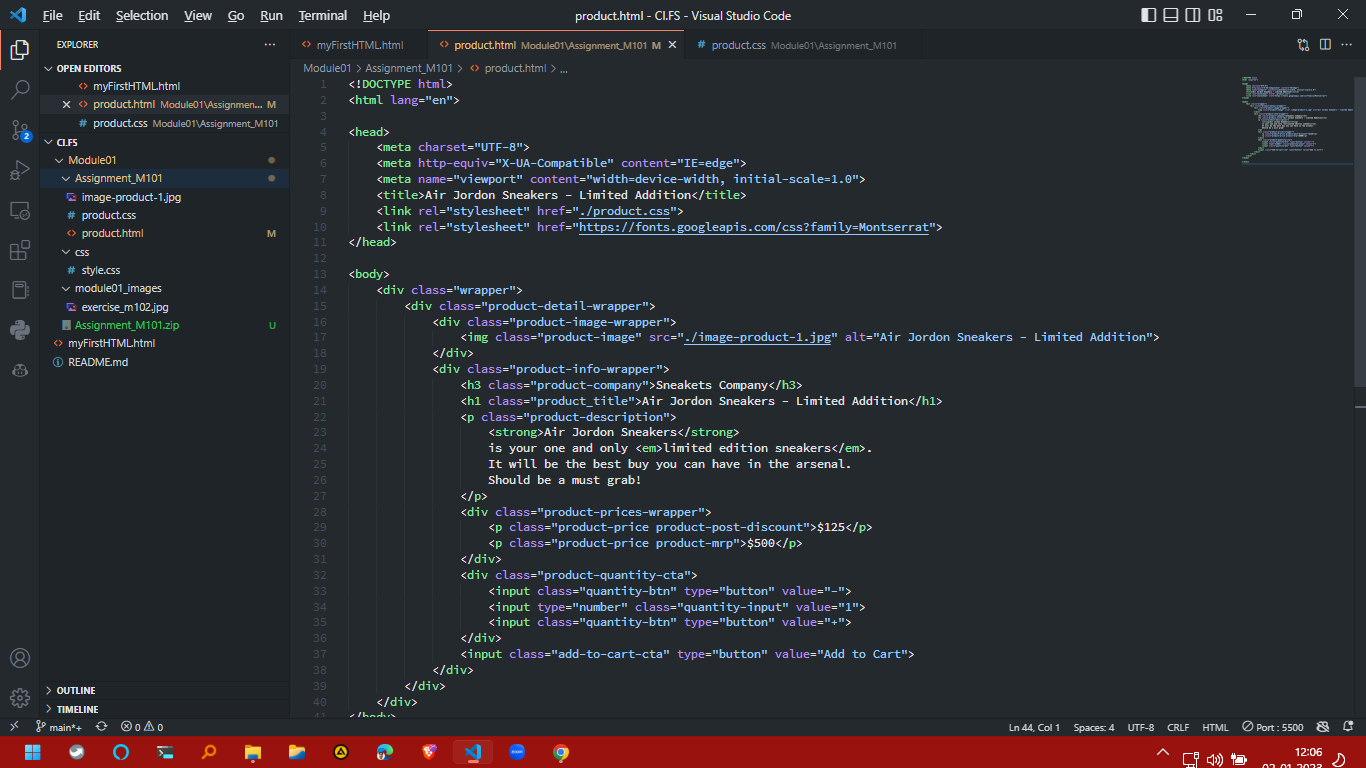 File Edit Selection View Go Run Terminal Help product.html - CI.FS - Visual Studio Code
EXPLORER
OPEN EDITORS
myFirstHTML.html
product.html Module01\Assignmen... M
product.css Module01\Assignment_M101
CI.FS
Module01
Assignment_M101
image-product-1.jpg
product.css
product.html M
css
style.css
module01_images
exercise_m102.jpg
Assignment_M101.zip U
myFirstHTML.html
README.md
OUTLINE
TIMELINE
2
myFirstHTML.html product.html Module01\Assignment_M101 M product.css Module01\Assignment_M101
Module01 > Assignment_M101 > product.html > ...
1 <!DOCTYPE html>
2 <html lang="en">
3
4 <head>
5 <meta charset="UTF-8">
6 <meta http-equiv="X-UA-Compatible" content="IE=edge">
7 <meta name="viewport" content="width=device-width, initial-scale=1.0">
8 <title>Air Jordon Sneakers - Limited Addition</title>
9 <link rel="stylesheet" href="./product.css">
10 <link rel="stylesheet" href="https://fonts.googleapis.com/css?family=Montserrat">
11 </head>
12
13 <body>
14 <div class="wrapper">
15 <div class="product-detail-wrapper">
16 <div class="product-image-wrapper">
17 <img class="product-image" src="./image-product-1.jpg" alt="Air Jordon Sneakers - Limited Addition">
18 </div>
19 <div class="product-info-wrapper">
20 <h3 class="product-company">Sneakets Company</h3>
21 <h1 class="product_title">Air Jordon Sneakers - Limited Addition</h1>
22 <p class="product-description">
23 <strong>Air Jordon Sneakers</strong>
24 is your one and only <em>limited edition sneakers</em>.
25 It will be the best buy you can have in the arsenal.
26 Should be a must grab!
27 </p>
28 <div class="product-prices-wrapper">
29 <p class="product-price product-post-discount">$125</p>
30 <p class="product-price product-mrp">$500</p>
31 </div>
32 <div class="product-quantity-cta">
33 <input class="quantity-btn" type="button" value="-">
34 <input type="number" class="quantity-input" value="1">
35 <input class="quantity-btn" type="button" value="+">
36 </div>
37 <input class="add-to-cart-cta" type="button" value="Add to Cart">
38 </div>
39 </div>
40 </div>
41 </body>
main*+ 0 0 Ln 44, Col 1 Spaces: 4 UTF-8 CRLF HTML Port : 5500
12:06
02-01-2023